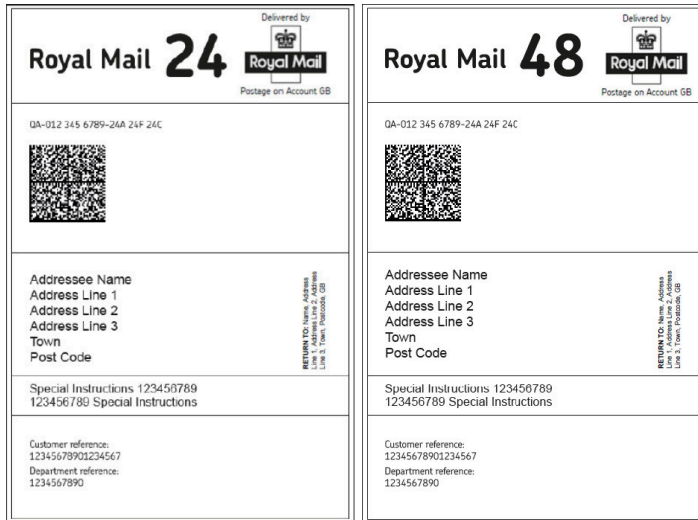 Royal Mail 24
Delivered by
Royal Mail
Postage on Account GB
QA-012 345 6789-24A 24F 24C
Addressee Name
Address Line 1
Address Line 2
Address Line 3
Town
Post Code
RETURN TO: Name, Address
Line 1, Address Line 2, Address
Line 3, Town, Postcode, GB
Special Instructions 123456789
123456789 Special Instructions
Customer reference:
12345678901234567
Department reference:
1234567890
Royal Mail 48
Delivered by
Royal Mail
Postage on Account GB
QA-012 345 6789-24A 24F 24C
Addressee Name
Address Line 1
Address Line 2
Address Line 3
Town
Post Code
RETURN TO: Name, Address
Line 1, Address Line 2, Address
Line 3, Town, Postcode, GB
Special Instructions 123456789
123456789 Special Instructions
Customer reference:
12345678901234567
Department reference:
1234567890